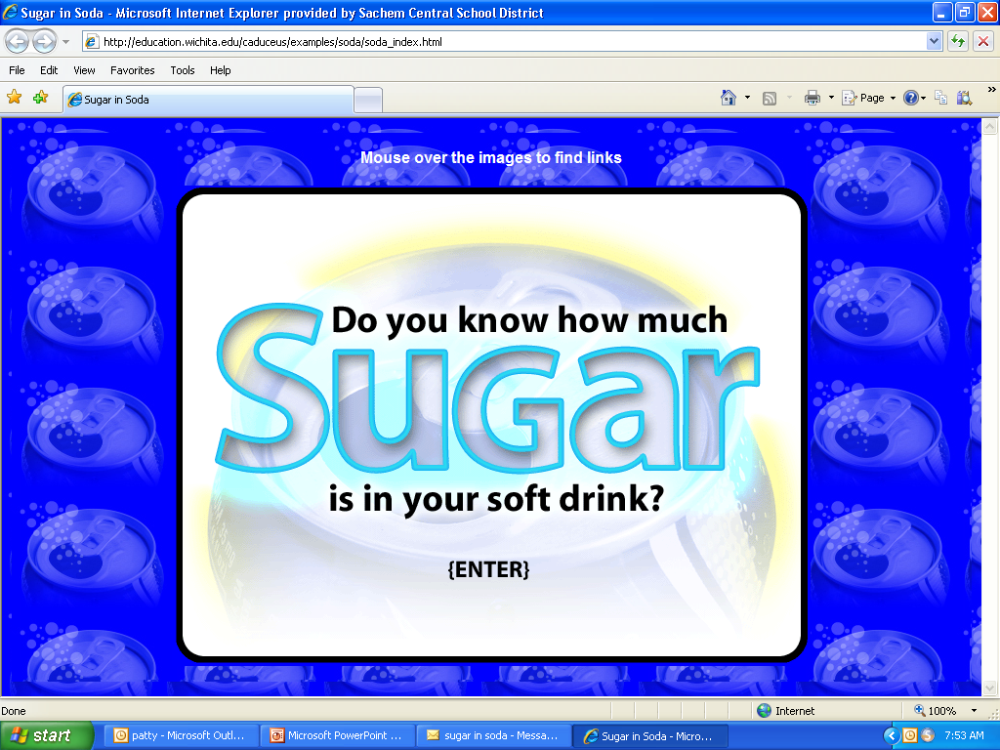 Sugar in Soda - Microsoft Internet Explorer provided by Sachem Central School District
http://education.wichita.edu/caduceus/examples/soda/soda_index.html
File Edit View Favorites Tools Help
Sugar in Soda
Page
Mouse over the images to find links
Do you know how much
Sugar
is in your soft drink?
{ENTER}
Done
Internet
100%
start
patty - Microsoft Outl...
Microsoft PowerPoint ...
sugar in soda - Messa...
Sugar in Soda - Micro...
7:53 AM